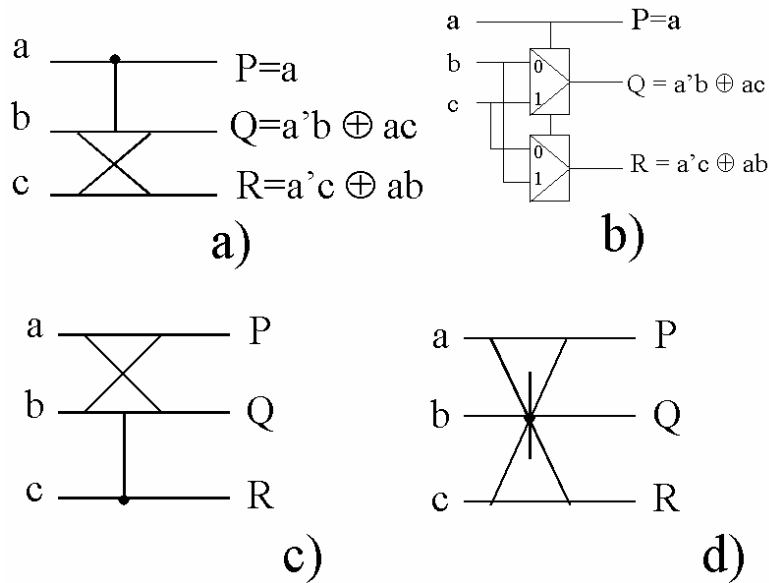 a
P=a
b
Q=a’b ⊕ ac
c
R=a’c ⊕ ab
a)
a
P=a
b
0
Q = a’b ⊕ ac
c
1
0
R = a’c ⊕ ab
1
b)
a
P
b
Q
c
R
c)
a
P
b
Q
c
R
d)